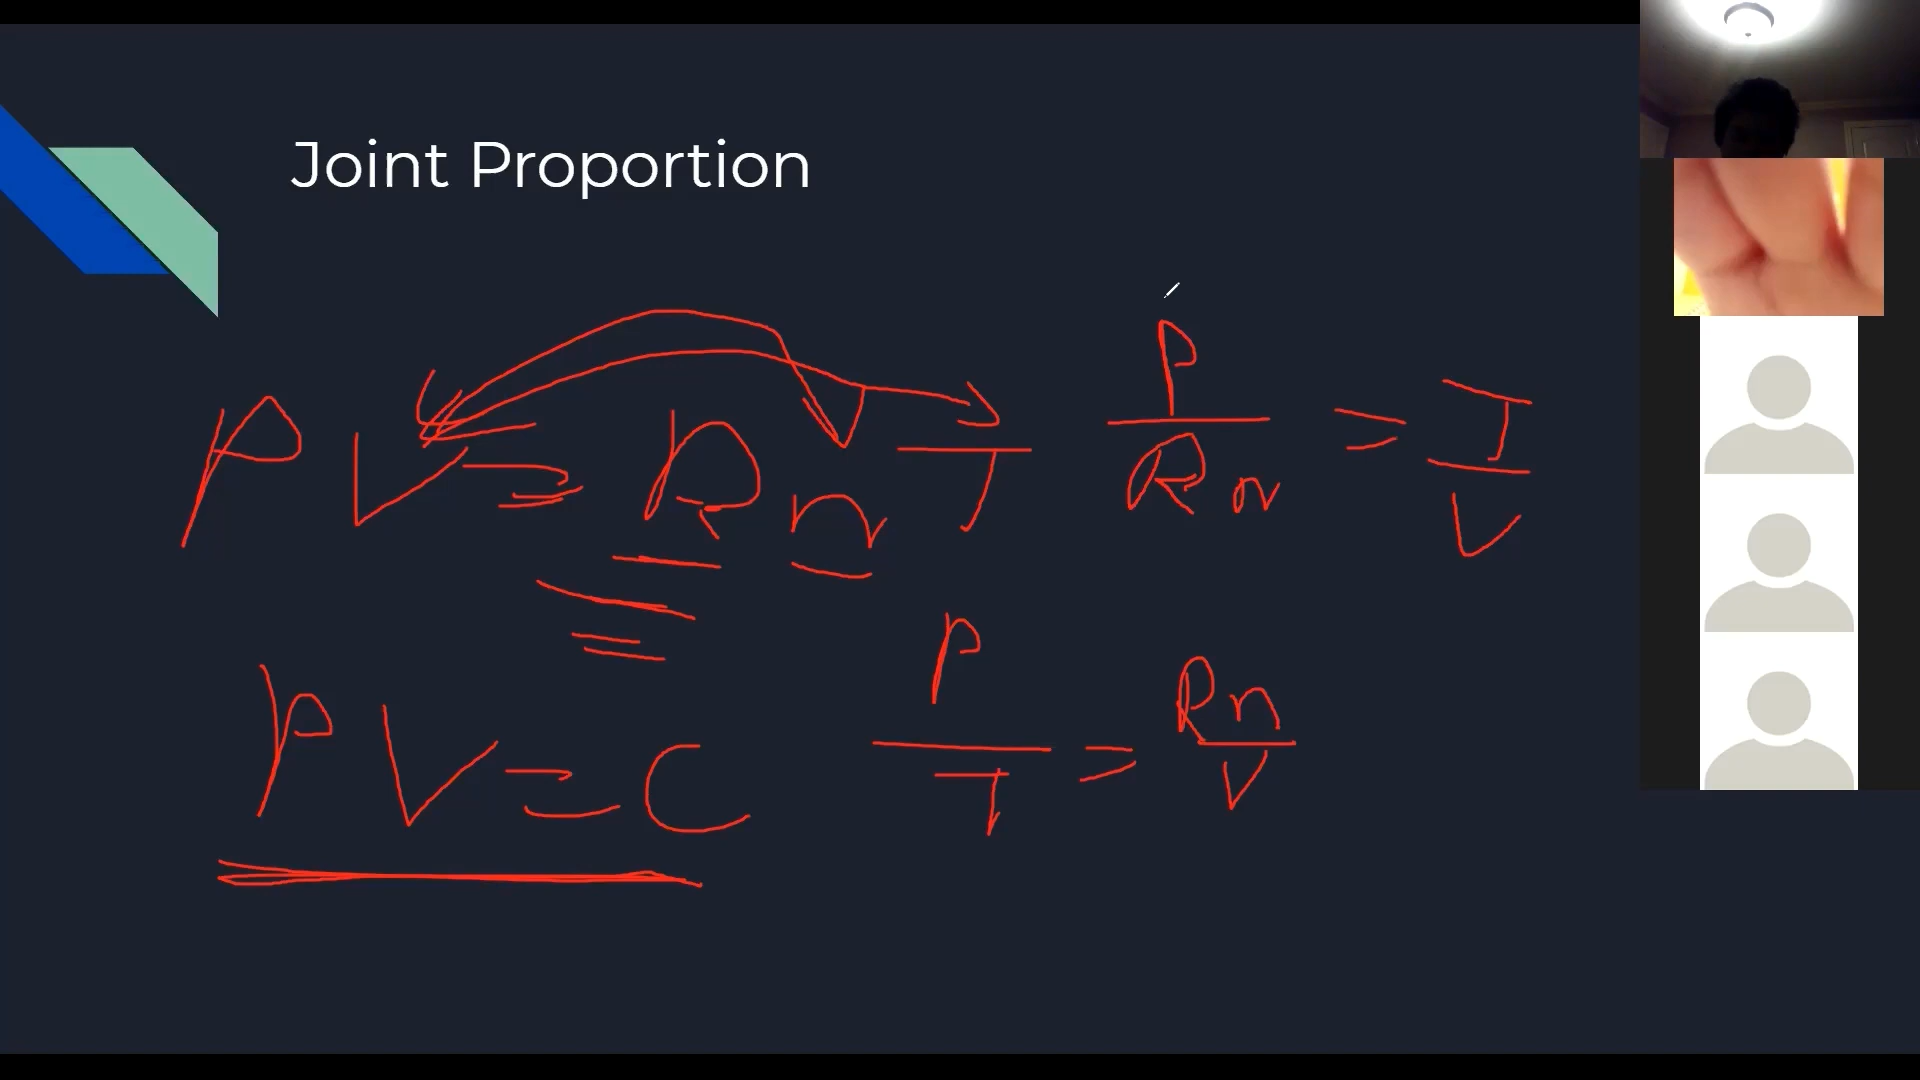 Joint Proportion
PV = RnT
P/Rn = T/V
PV = C
P/T = Rn/V